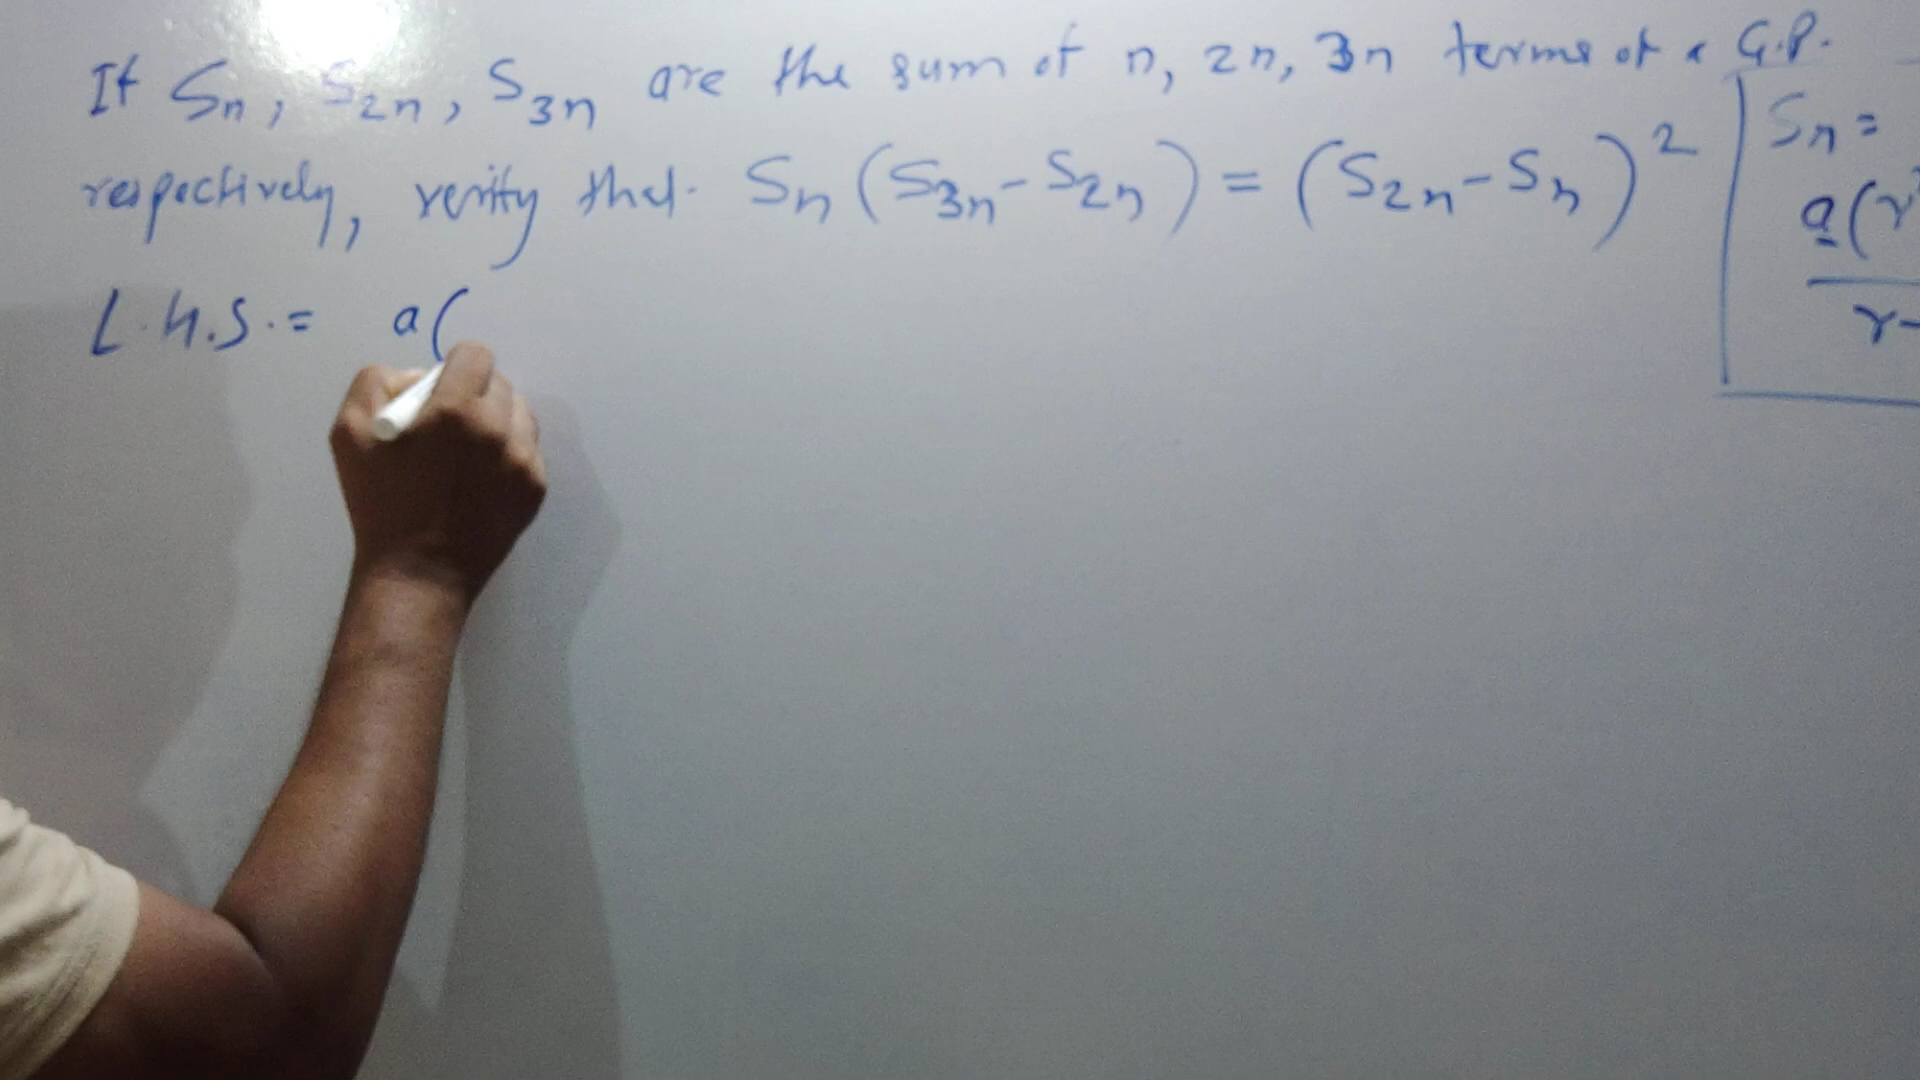 If Sn, S2n, S3n are the sum of n, 2n, 3n terms of a G.P.
respectively, verify that Sn(S3n-S2n) = (S2n-Sn)²
Sn =
a(r
r-
L.H.S. = a(